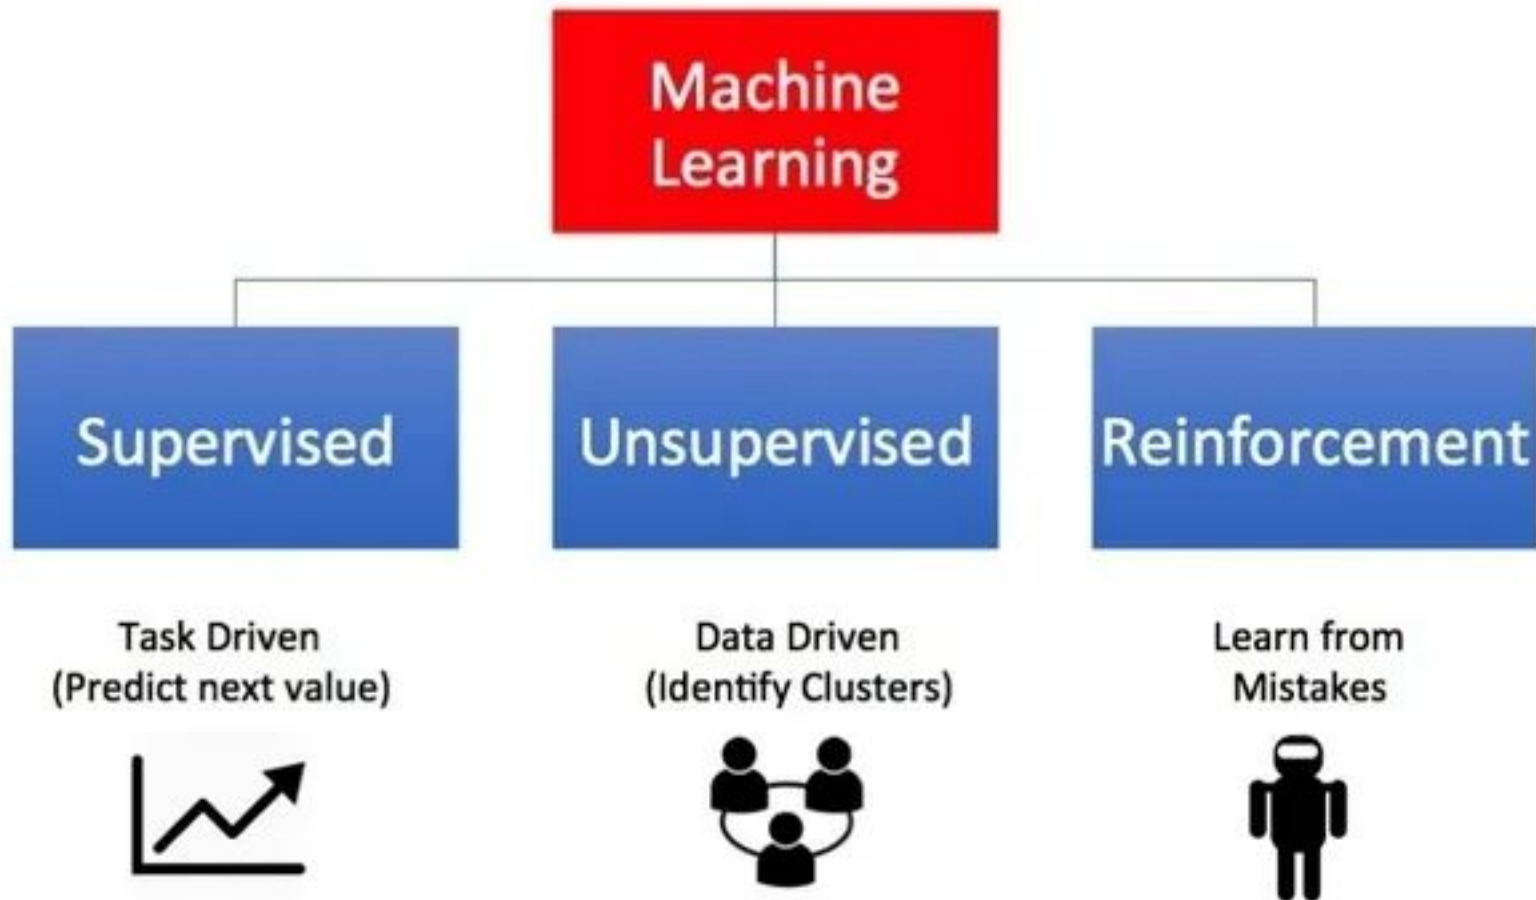 Machine
Learning
Supervised
Unsupervised
Reinforcement
Task Driven
(Predict next value)
Data Driven
(Identify Clusters)
Learn from
Mistakes